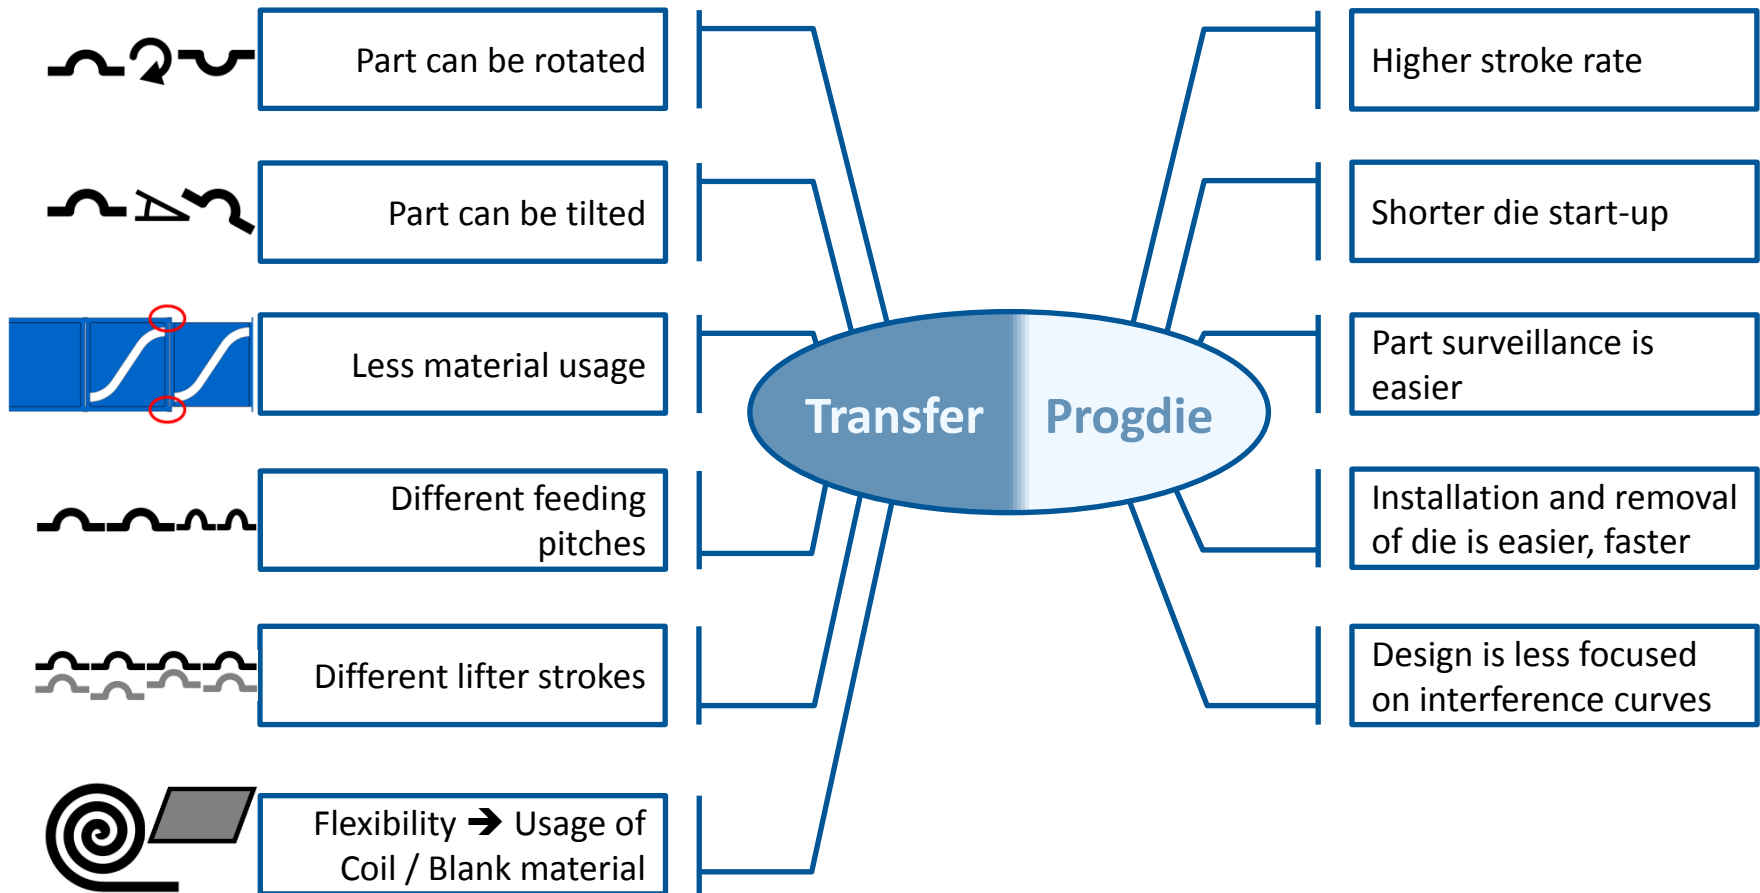 Part can be rotated
Part can be tilted
Less material usage
Different feeding
pitches
Different lifter strokes
Flexibility ➔ Usage of
Coil / Blank material
Transfer
Progdie
Higher stroke rate
Shorter die start-up
Part surveillance is
easier
Installation and removal
of die is easier, faster
Design is less focused
on interference curves